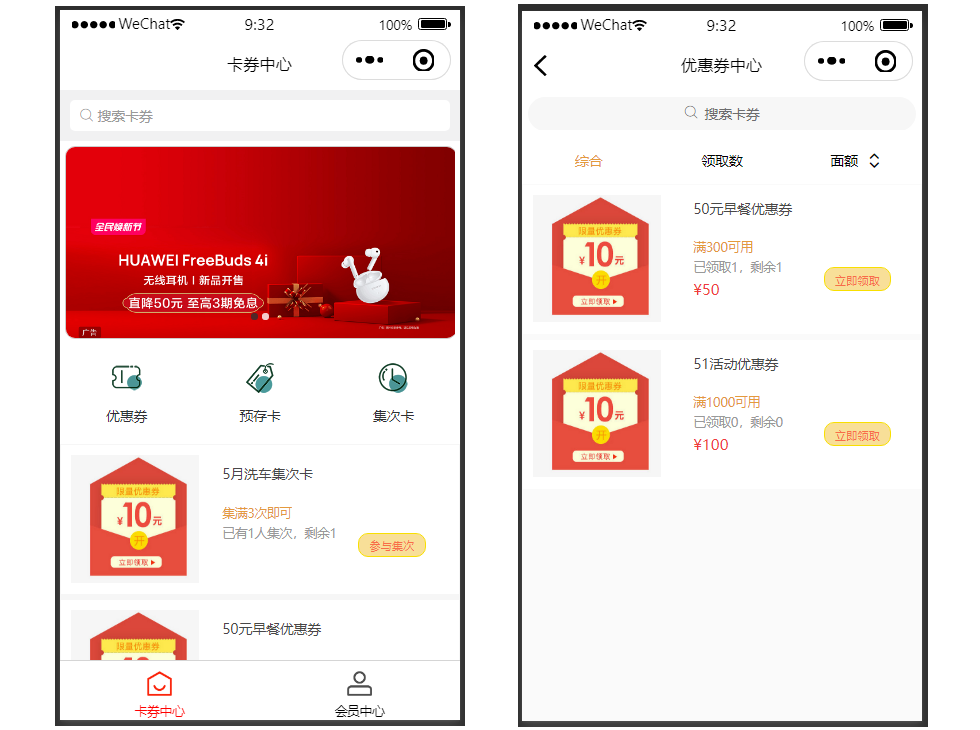 WeChat 9:32 100%
卡券中心
搜索卡券
全民焕新节
HUAWEI FreeBuds 4i
无线耳机 | 新品开售
直降50元 至高3期免息
广告
优惠券 预存卡 集次卡
限量优惠券
¥10元
开
立即领取
5月洗车集次卡
集满3次即可
已有1人集次，剩余1
参与集次
限量优惠券
50元早餐优惠券
卡券中心 会员中心
WeChat 9:32 100%
优惠券中心
搜索卡券
综合 领取数 面额
限量优惠券
¥10元
开
立即领取
50元早餐优惠券
满300可用
已领取1，剩余1
¥50
立即领取
限量优惠券
¥10元
开
立即领取
51活动优惠券
满1000可用
已领取0，剩余0
¥100
立即领取